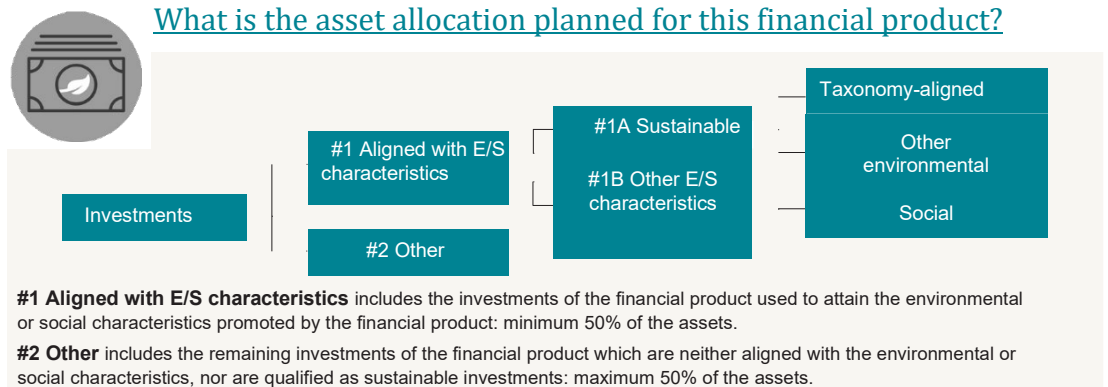 What is the asset allocation planned for this financial product?
Investments
#1 Aligned with E/S
characteristics
#2 Other
#1A Sustainable
#1B Other E/S
characteristics
Taxonomy-aligned
Other
environmental
Social
#1 Aligned with E/S characteristics includes the investments of the financial product used to attain the environmental
or social characteristics promoted by the financial product: minimum 50% of the assets.
#2 Other includes the remaining investments of the financial product which are neither aligned with the environmental or
social characteristics, nor are qualified as sustainable investments: maximum 50% of the assets.